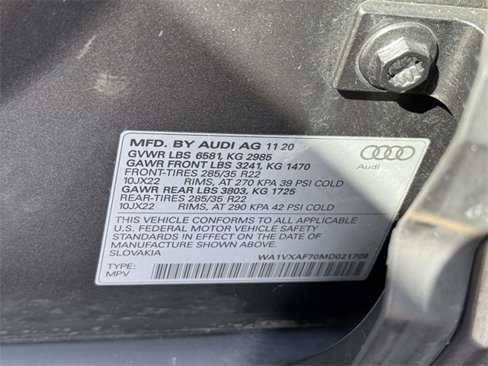 MFD. BY AUDI AG 11 20
GVWR LBS 6581, KG 2985
GAWR FRONT LBS 3241, KG 1470
FRONT-TIRES 285/35 R22
10JX22 RIMS, AT 270 KPA 39 PSI COLD
GAWR REAR LBS 3803, KG 1725
REAR-TIRES 285/35 R22
10JX22 RIMS, AT 290 KPA 42 PSI COLD
Audi
THIS VEHICLE CONFORMS TO ALL APPLICABLE
U.S. FEDERAL MOTOR VEHICLE SAFETY
STANDARDS IN EFFECT ON THE DATE OF
MANUFACTURE SHOWN ABOVE.
SLOVAKIA
WA1VXAF70MD021709
TYPE:
MPV